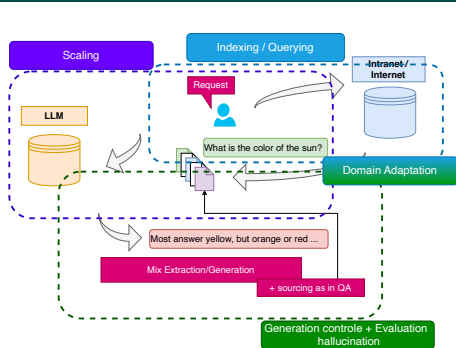 Scaling
Indexing / Querying
Intranet /
Internet
Request
LLM
What is the color of the sun?
Domain Adaptation
Most answer yellow, but orange or red ...
Mix Extraction/Generation
+ sourcing as in QA
Generation controle + Evaluation
hallucination